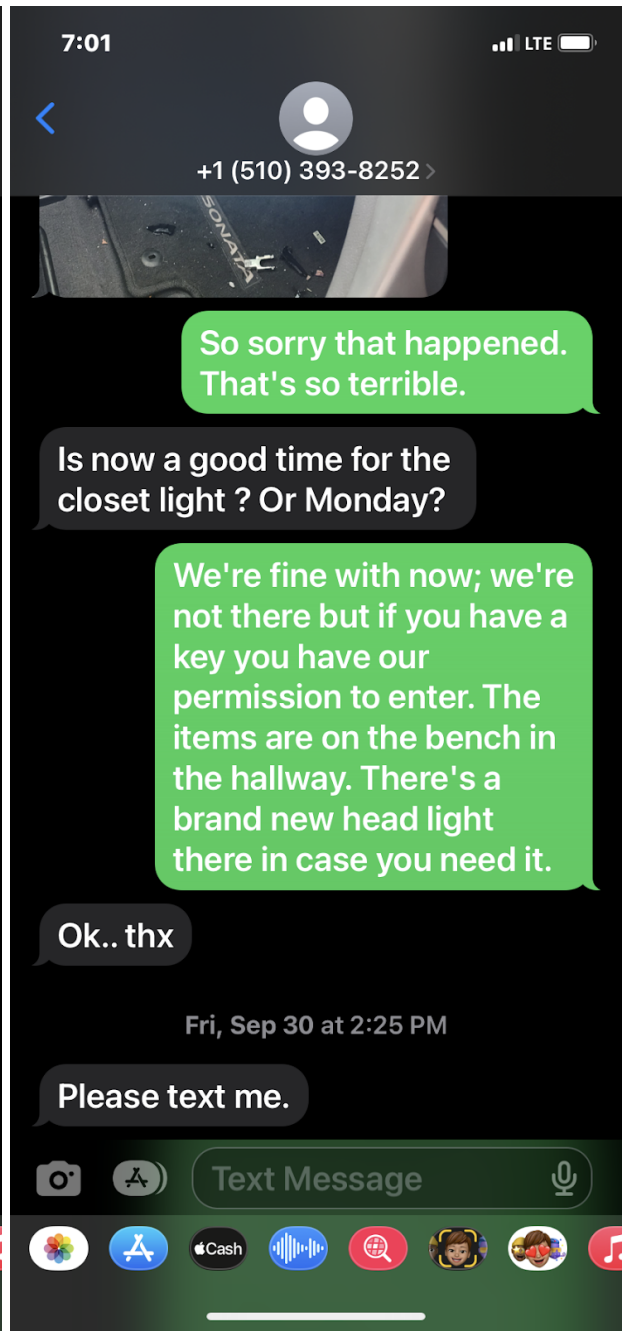 7:01
LTE
+1 (510) 393-8252
SONATA
So sorry that happened.
That's so terrible.
Is now a good time for the
closet light ? Or Monday?
We're fine with now; we're
not there but if you have a
key you have our
permission to enter. The
items are on the bench in
the hallway. There's a
brand new head light
there in case you need it.
Ok.. thx
Fri, Sep 30 at 2:25 PM
Please text me.
Text Message
Cash